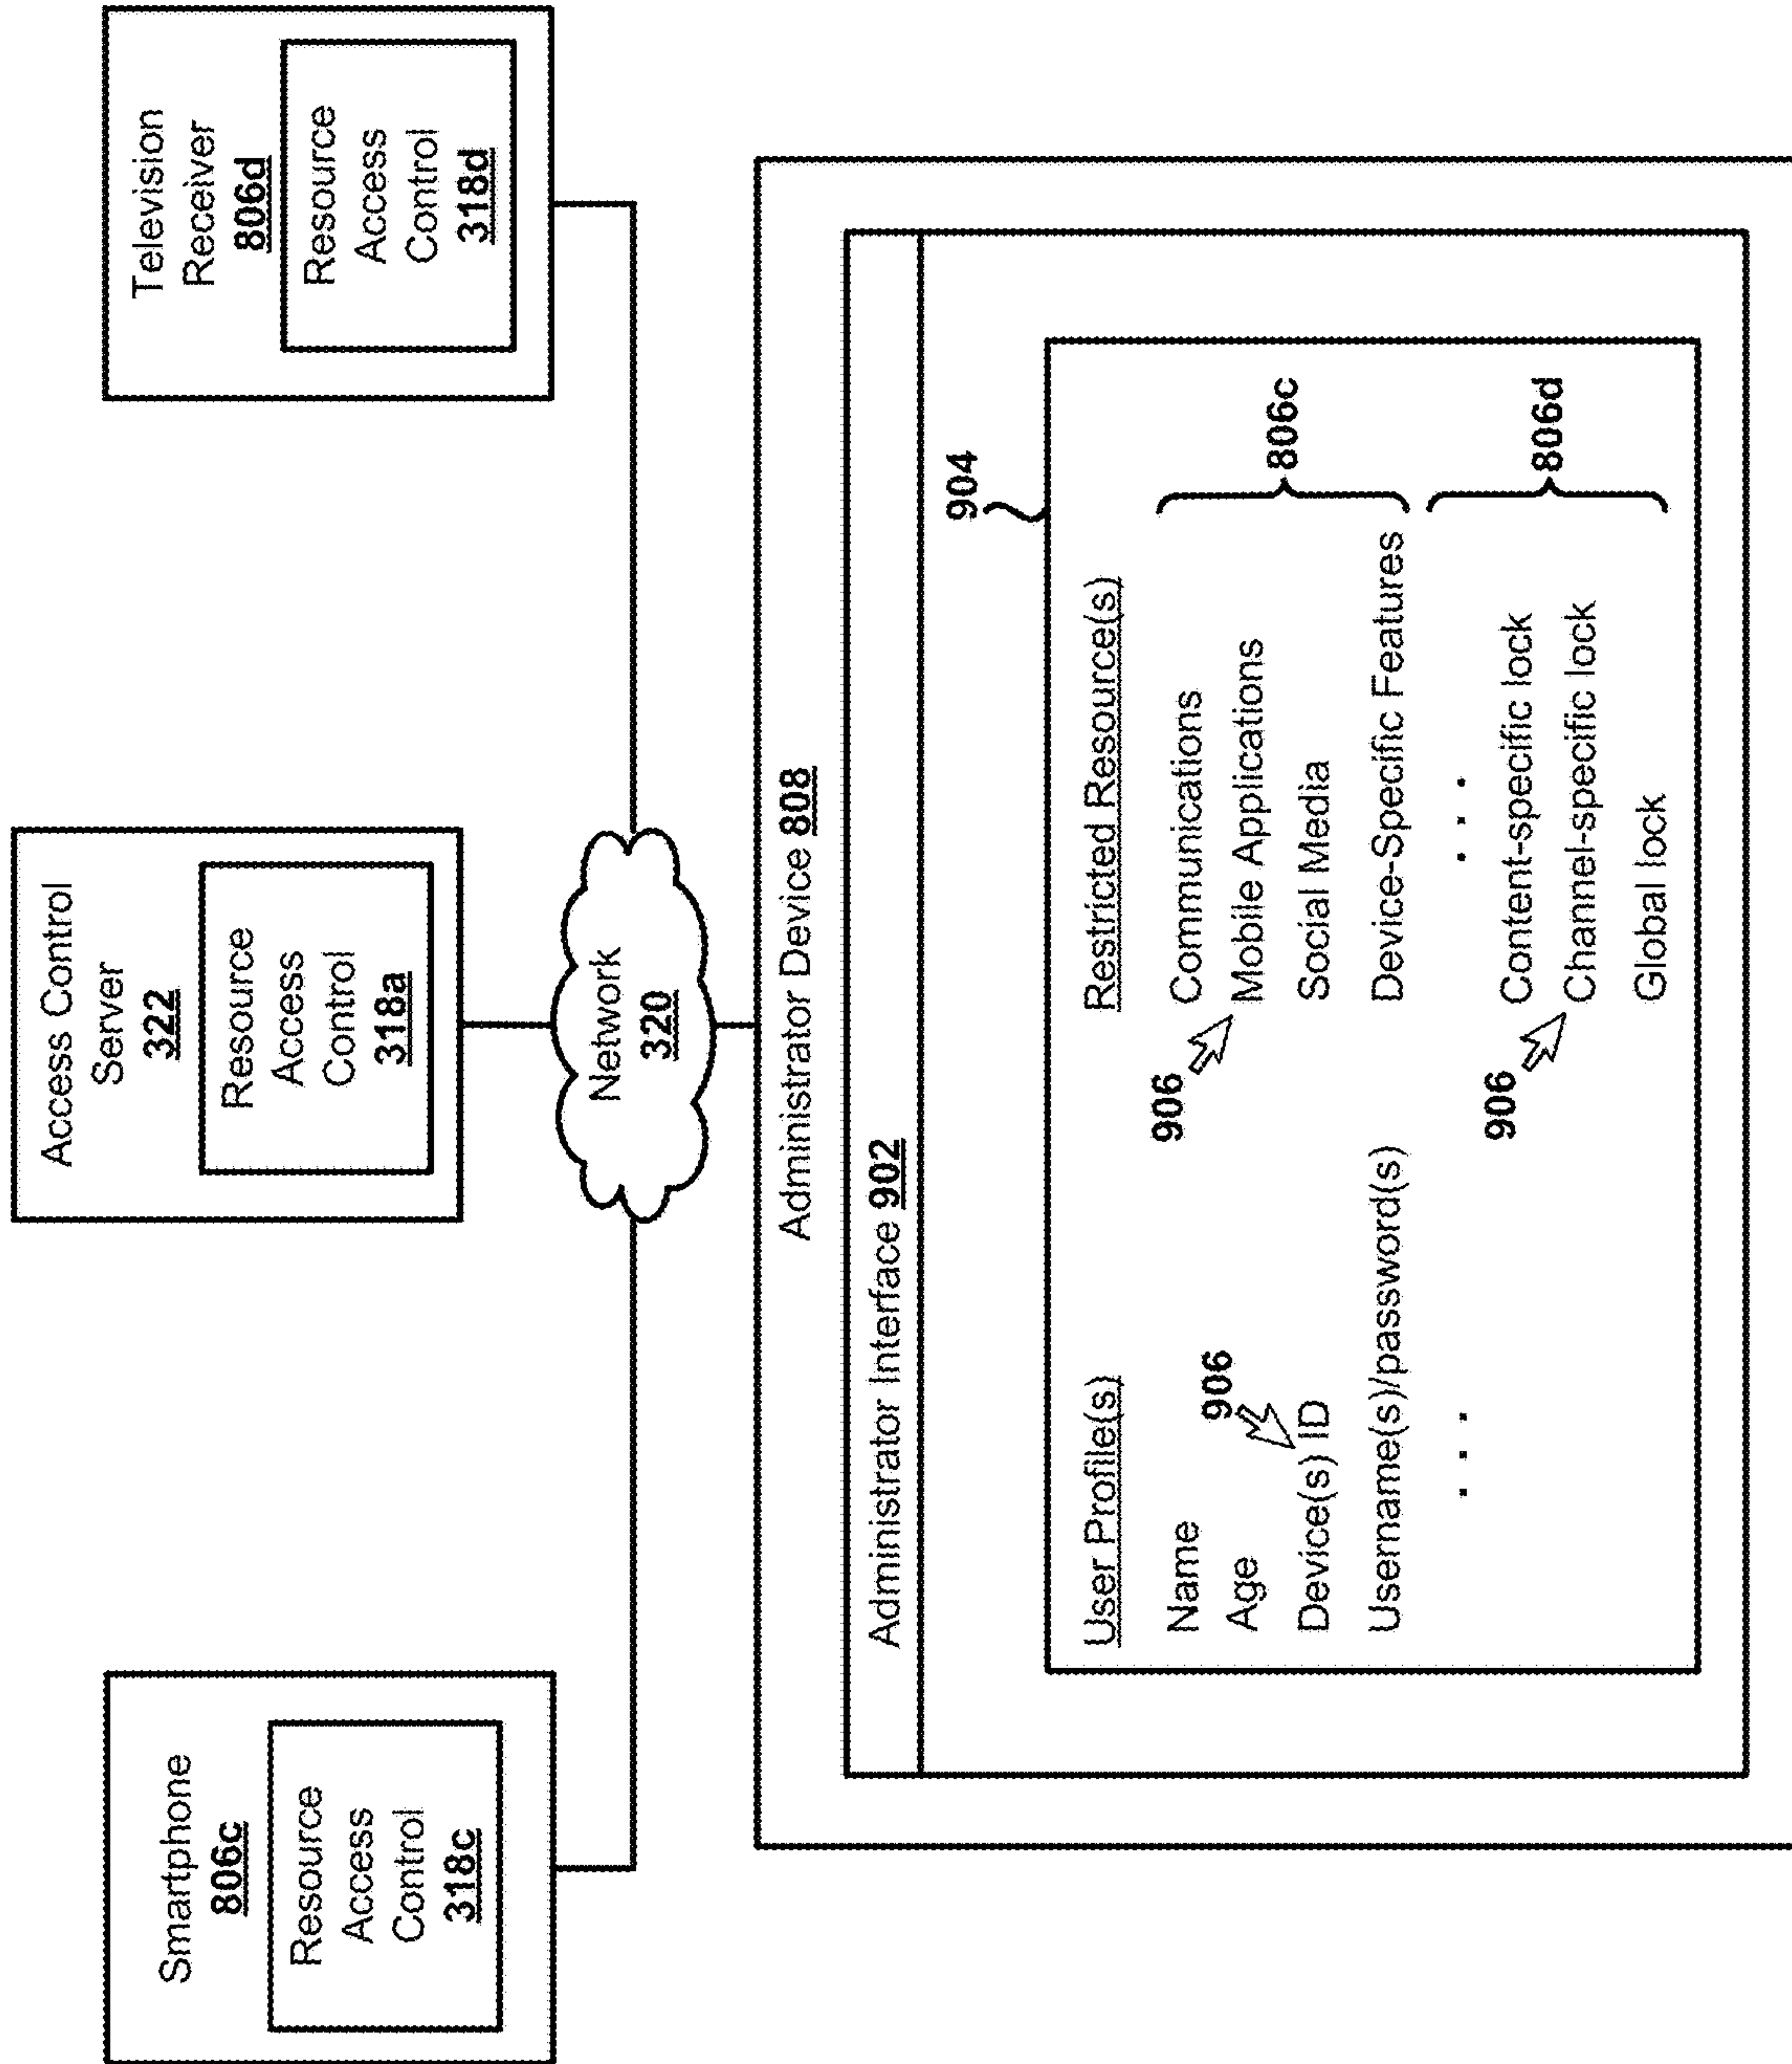 Smartphone
806c
Resource
Access
Control
318c
Access Control
Server
322
Resource
Access
Control
318a
Television
Receiver
806d
Resource
Access
Control
318d
Network
320
Administrator Device 808
Administrator Interface 902
904
User Profile(s)
Name
Age
906
Device(s) ID
Username(s)/password(s)
. . .
Restricted Resource(s)
906
Communications
Mobile Applications
Social Media
Device-Specific Features
806c
. . .
906
Content-specific lock
Channel-specific lock
Global lock
806d